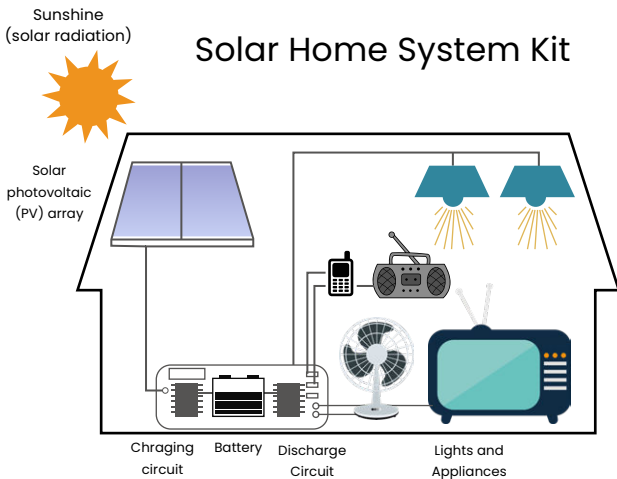 Sunshine
(solar radiation)
Solar Home System Kit
Solar
photovoltaic
(PV) array
Chraging
circuit
Battery
Discharge
Circuit
Lights and
Appliances